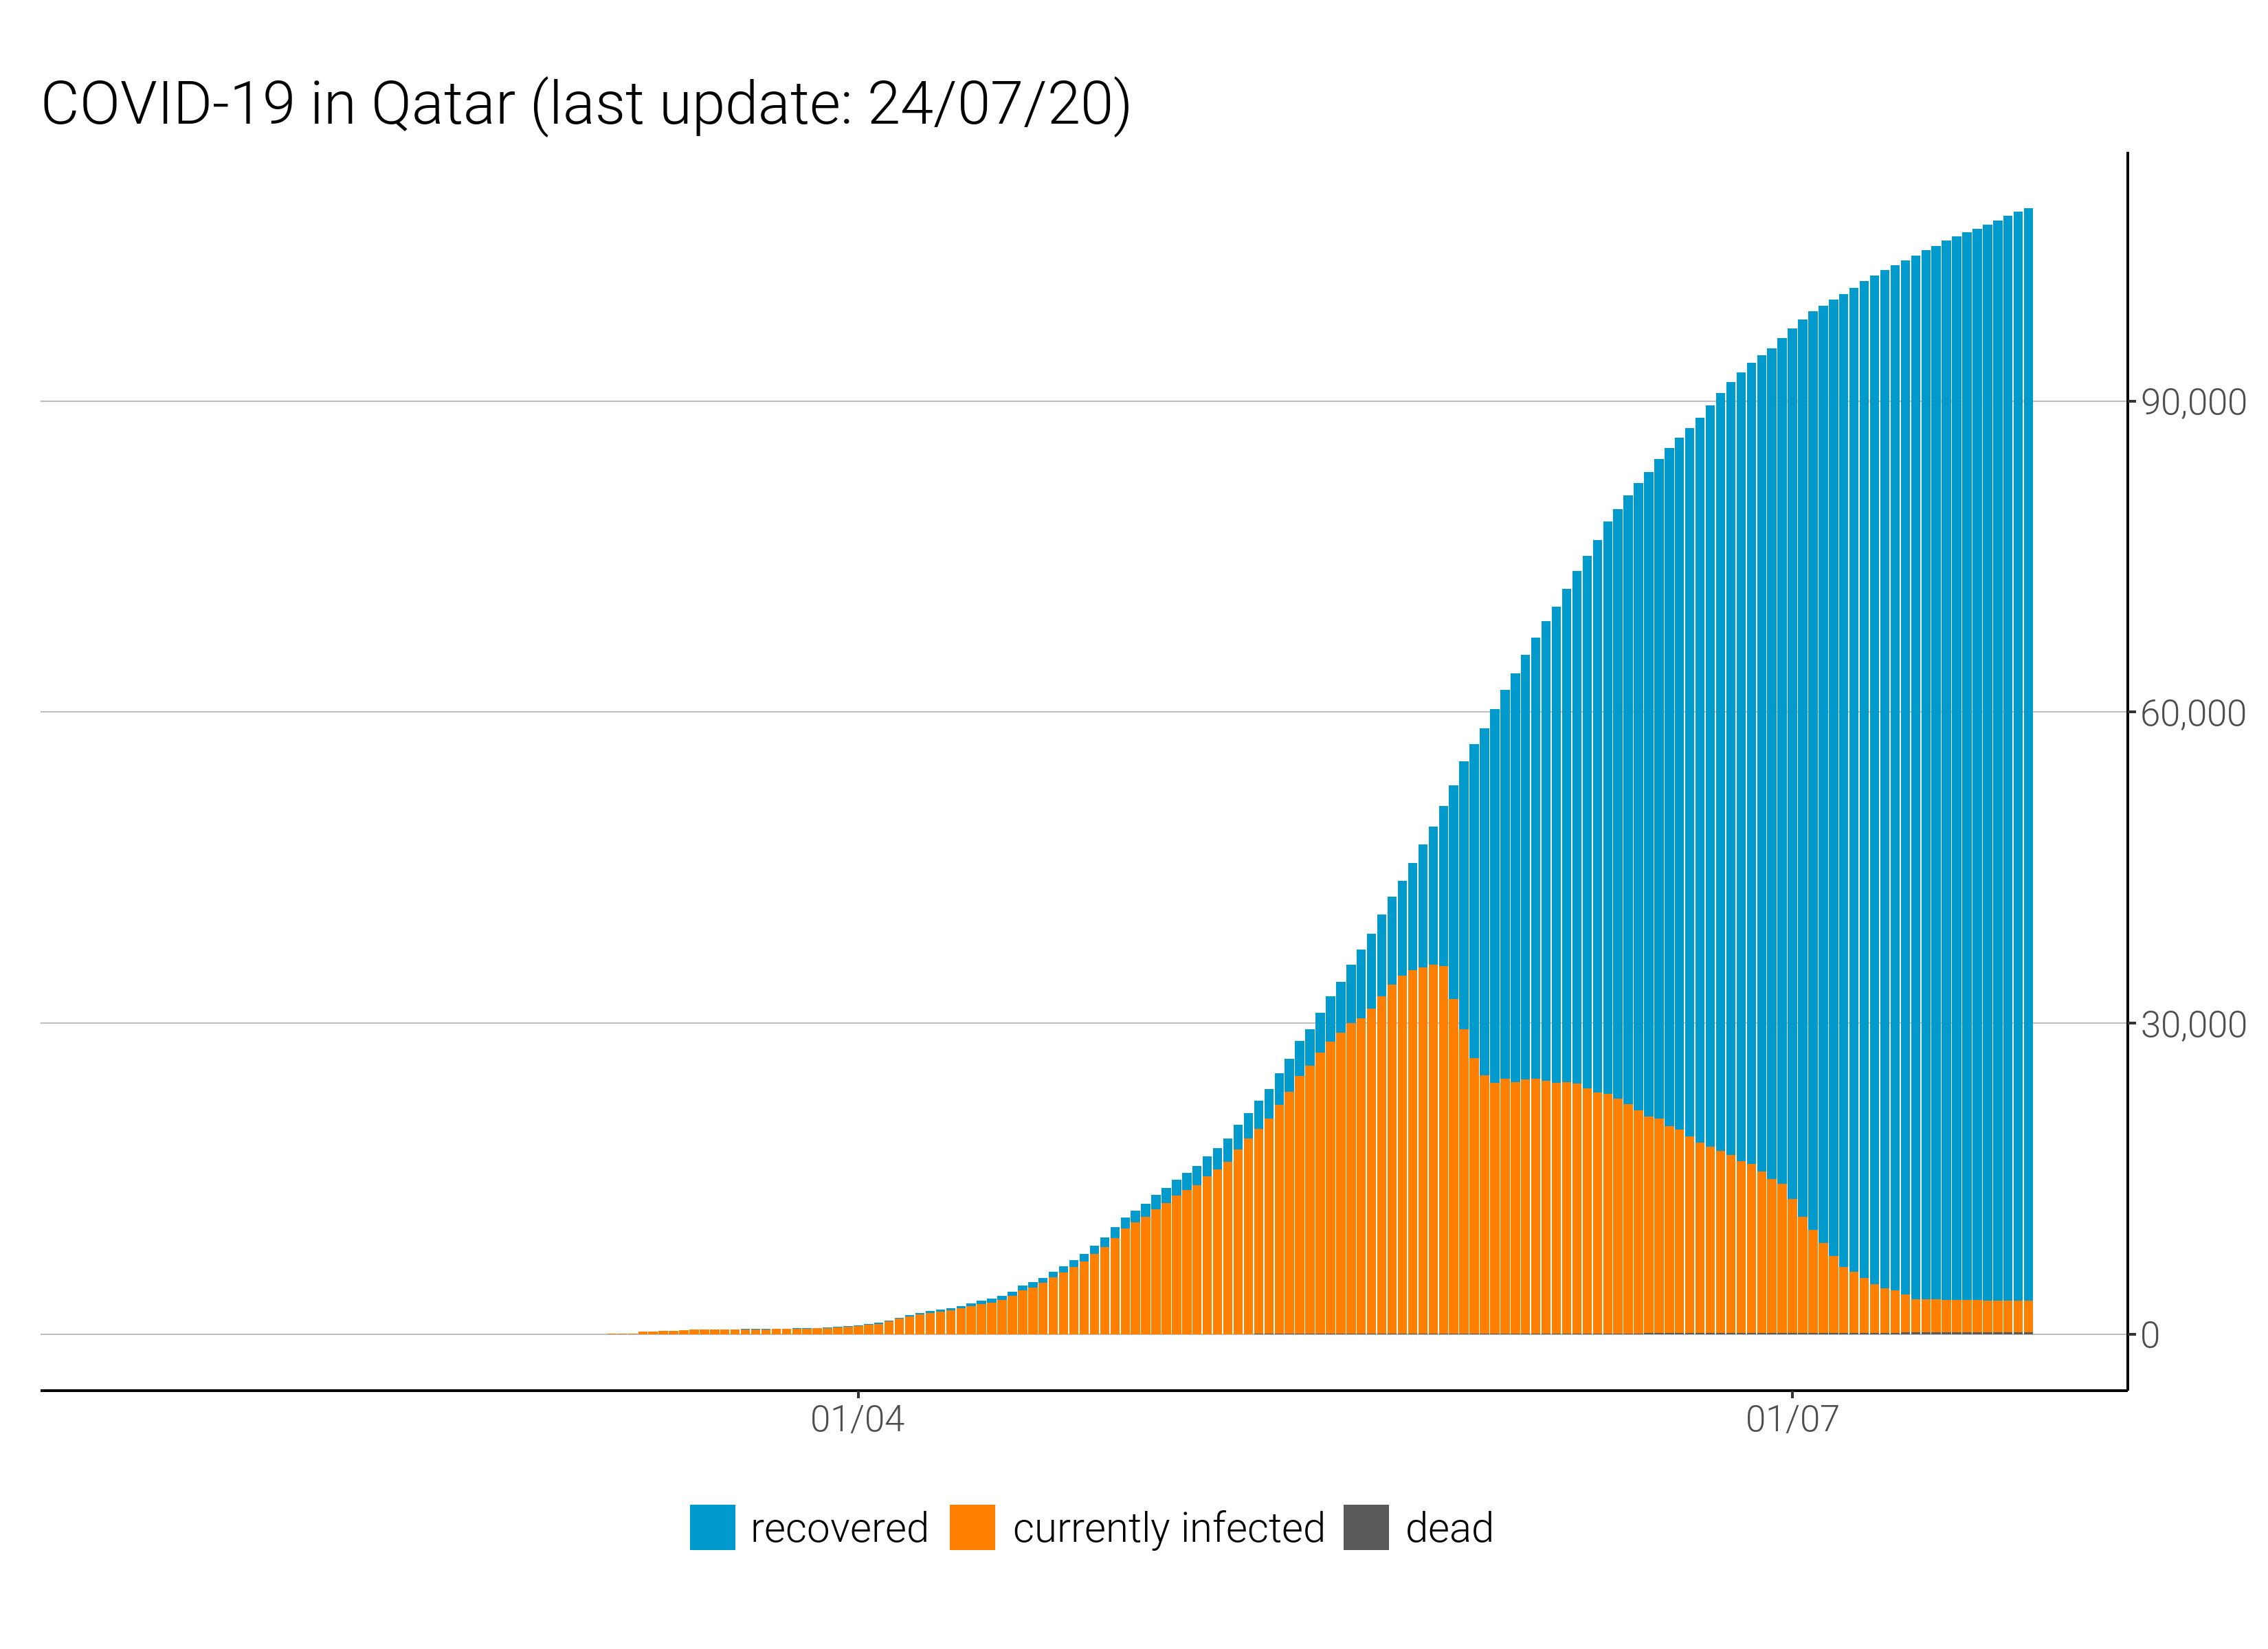 COVID-19 in Qatar (last update: 24/07/20)
90,000
60,000
30,000
0
01/04 01/07
recovered currently infected dead